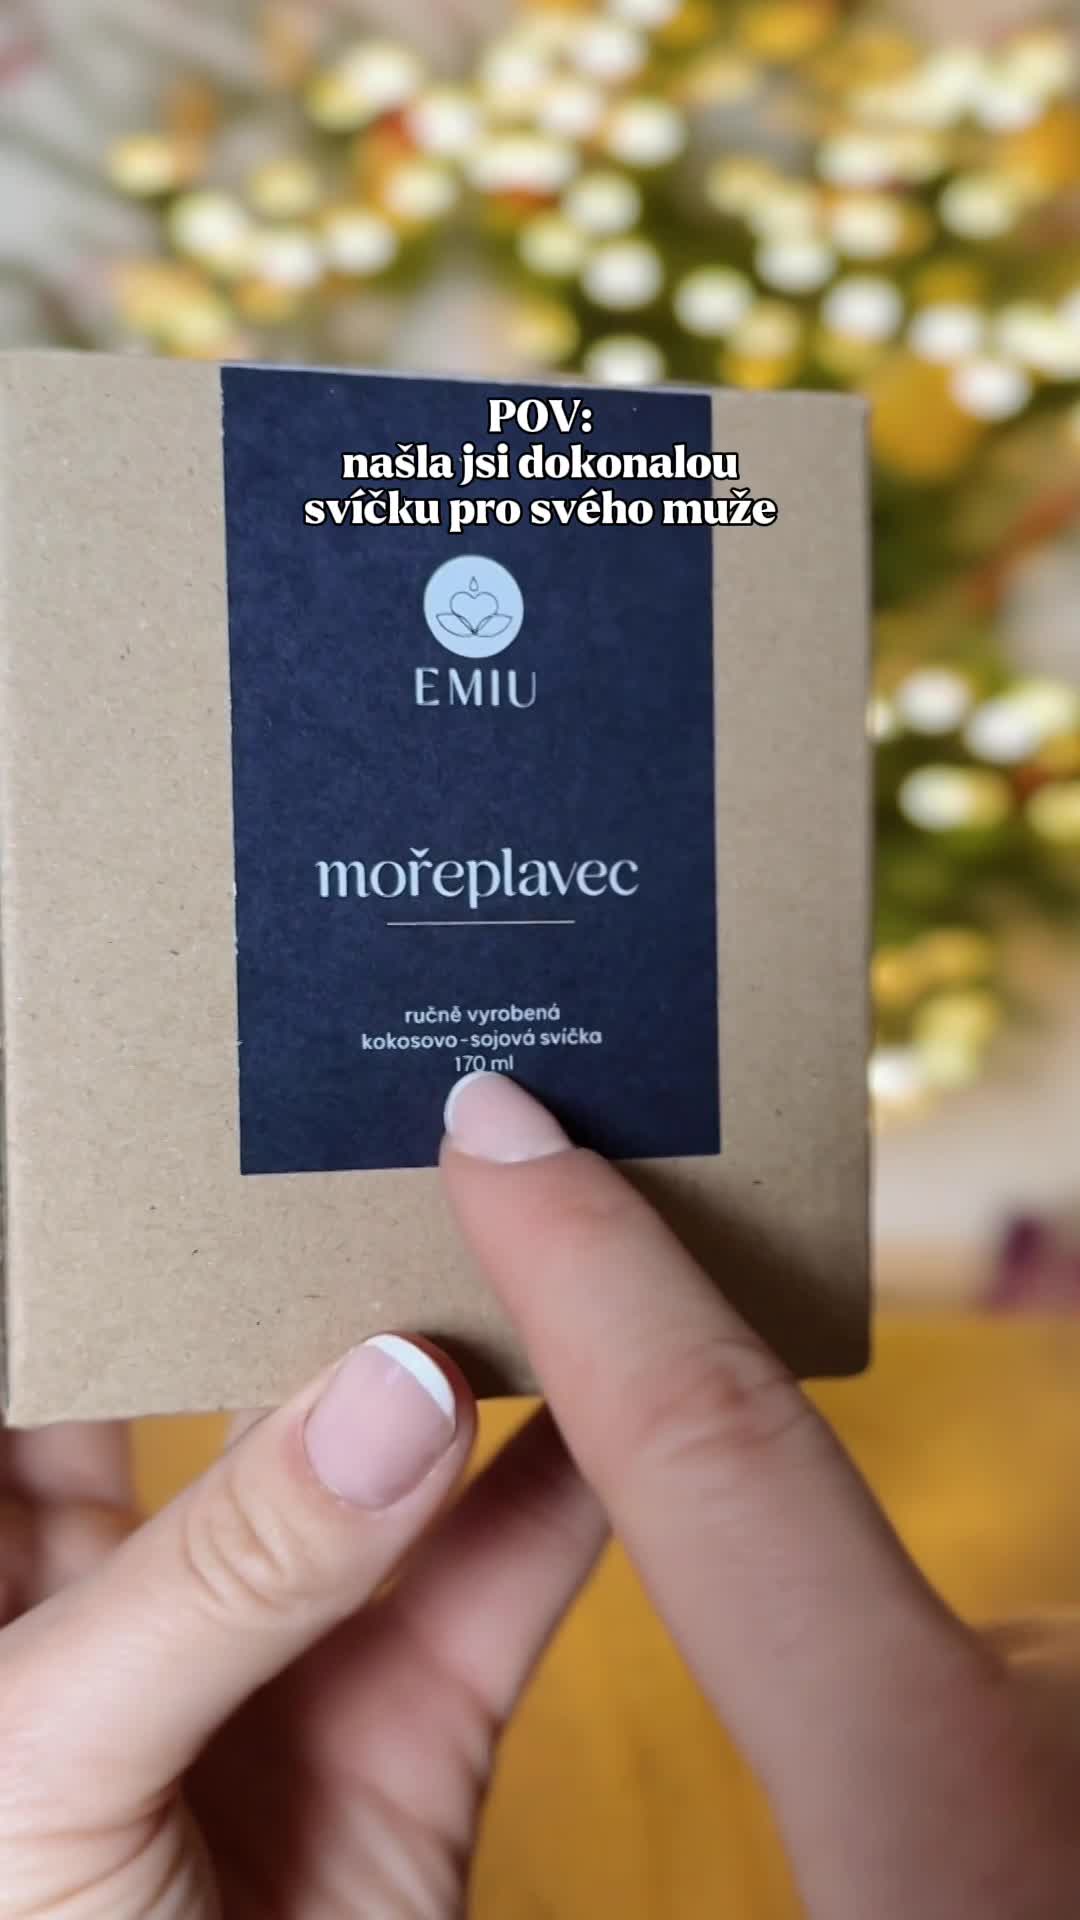 POV:
našla jsi dokonalou
svíčku pro svého muže
EMIU
mořeplavec
ručně vyrobená
kokosovo-sojová svíčka
170 ml